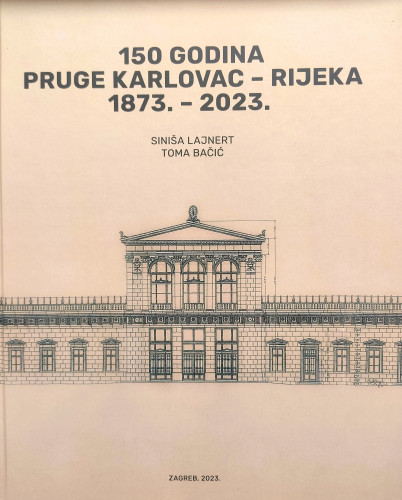 150 GODINA
PRUGE KARLOVAC – RIJEKA
1873. – 2023.
SINIŠA LAJNERT
TOMA BAČIĆ
ZAGREB, 2023.